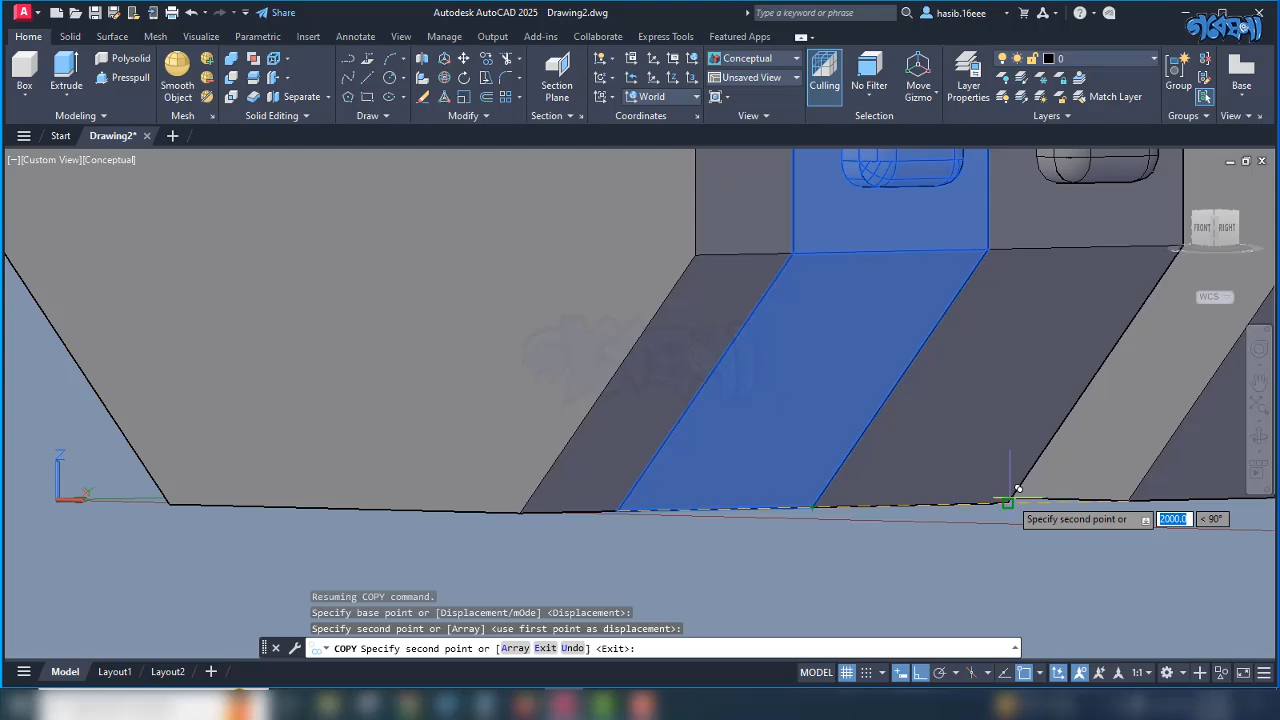 Share
Autodesk AutoCAD 2025 Drawing2.dwg
Type a keyword or phrase
hasib.16eee
গবেষণা
Home Solid Surface Mesh Visualize Parametric Insert Annotate View Manage Output Add-ins Collaborate Express Tools Featured Apps
Box Extrude Polysolid Presspull
Smooth Object
Separate
Section Plane
Conceptual
Unsaved View
World
Culling No Filter Move Gizmo
Layer Properties
0
Match Layer
Group Base
Modeling Mesh Solid Editing Draw Modify Section Coordinates View Selection Layers Groups View
Start Drawing2*
[−][Custom View][Conceptual]
FRONT RIGHT
WCS
Z
X
Specify second point or 2000.0 < 90°
Resuming COPY command.
Specify base point or [Displacement/mOde] <Displacement>:
Specify second point or [Array] <use first point as displacement>:
COPY Specify second point or [Array Exit Undo] <Exit>:
Model Layout1 Layout2
MODEL 1:1